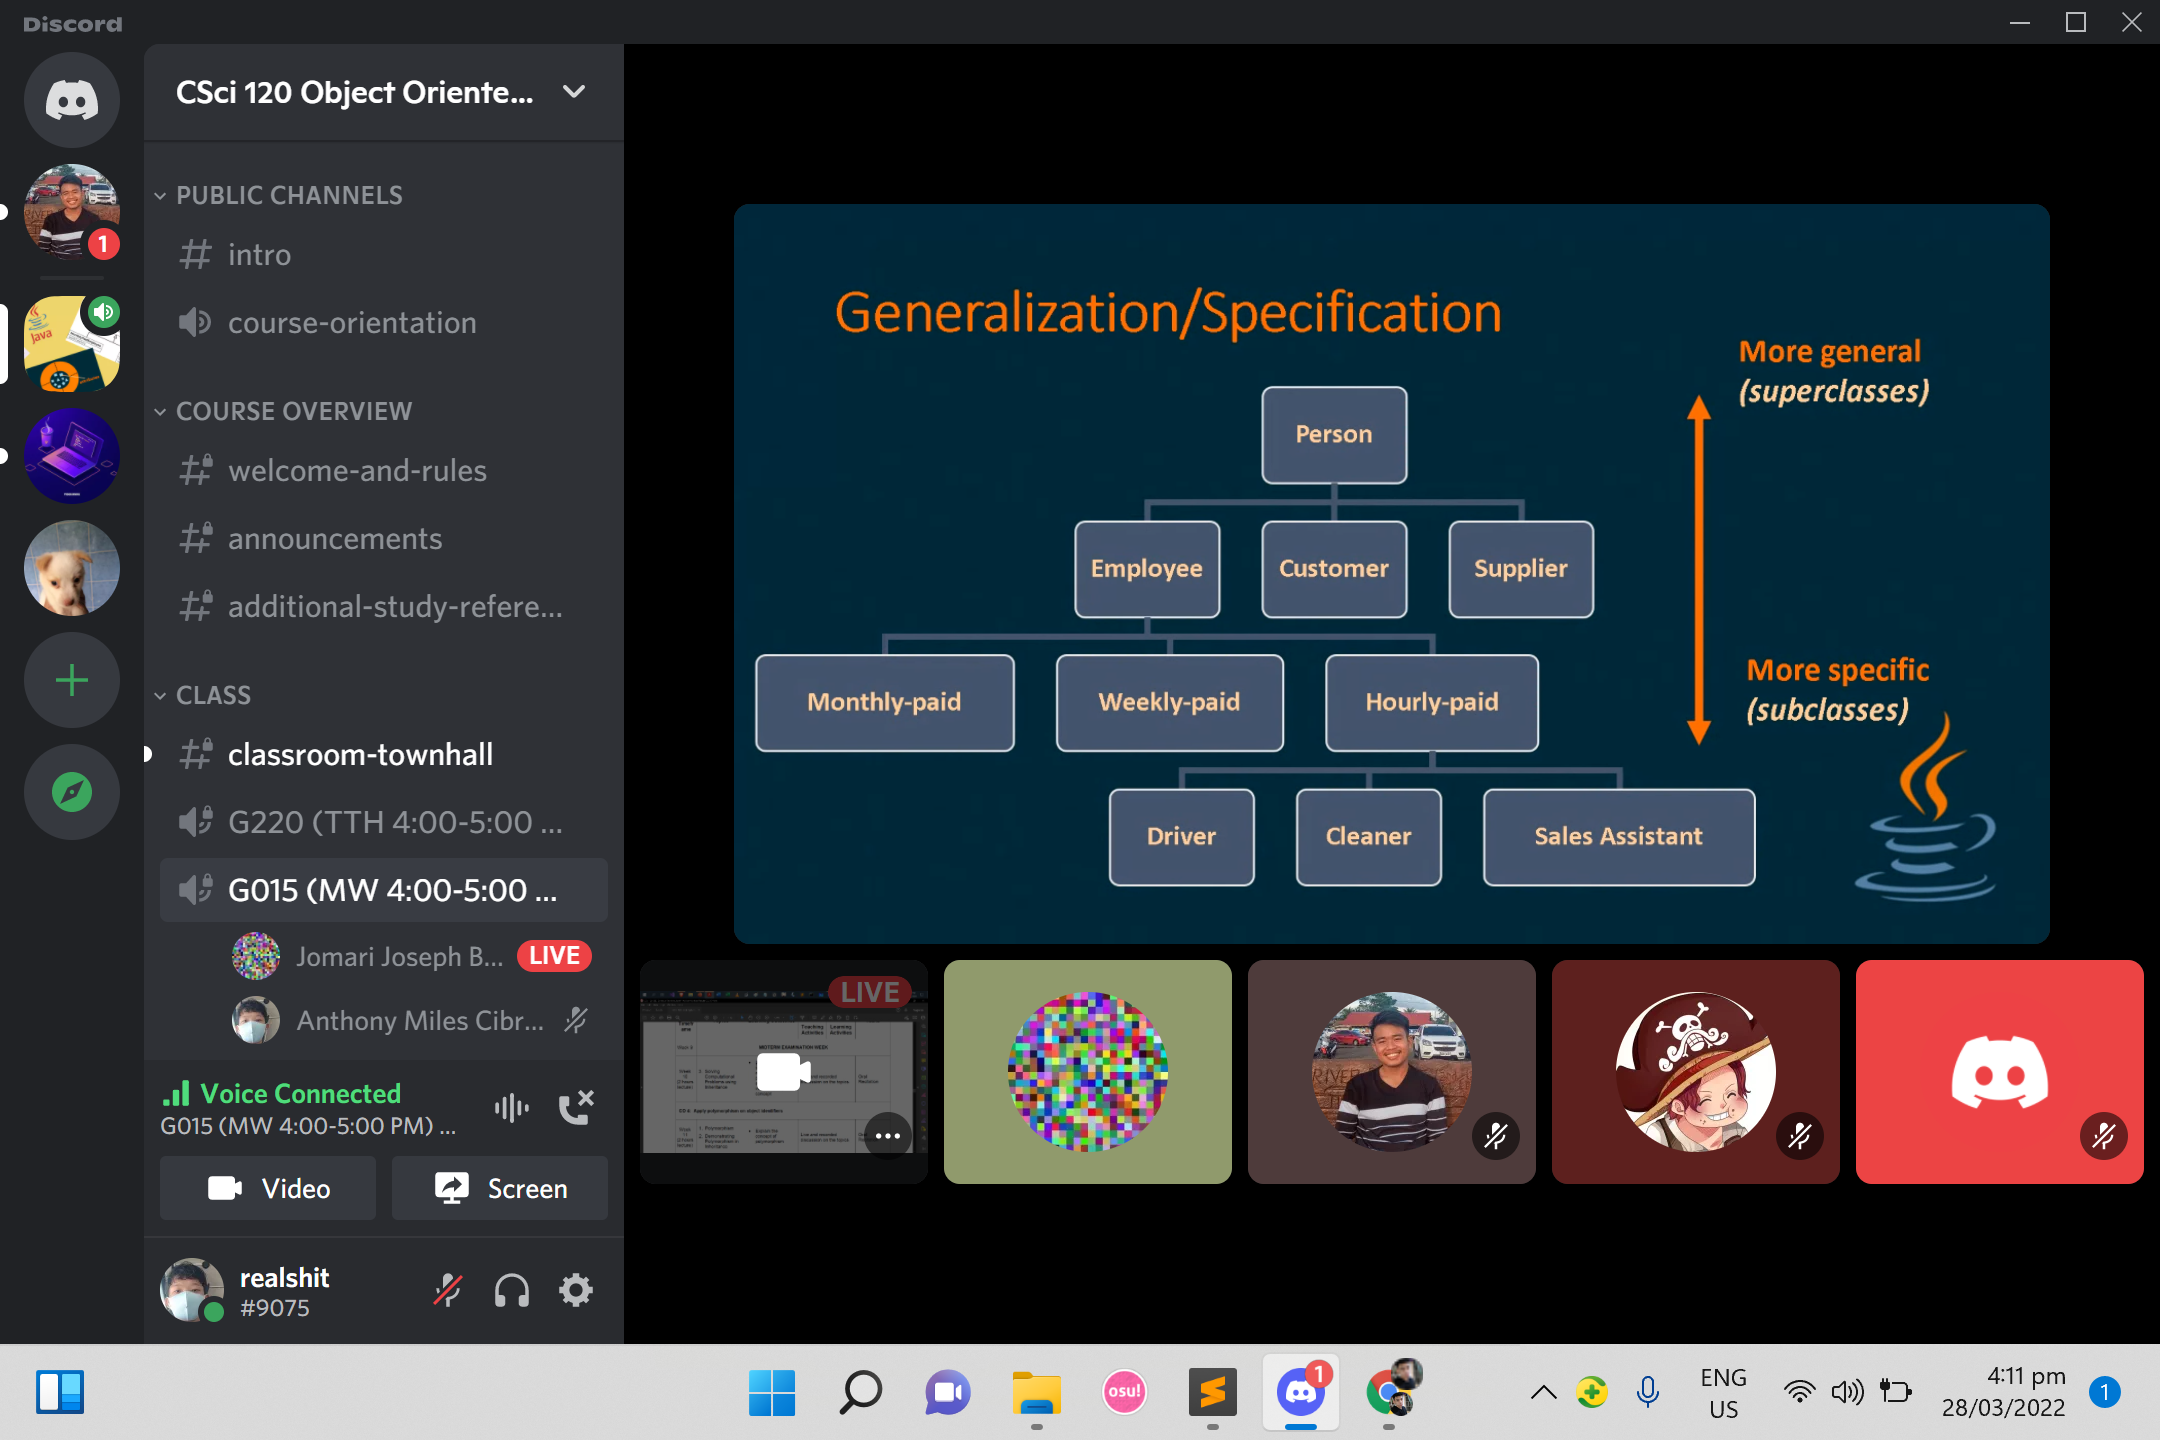 Discord
CSci 120 Object Oriente...
PUBLIC CHANNELS
intro
course-orientation
COURSE OVERVIEW
welcome-and-rules
announcements
additional-study-refere...
CLASS
classroom-townhall
G220 (TTH 4:00-5:00 ...
G015 (MW 4:00-5:00 ...
Jomari Joseph B... LIVE
Anthony Miles Cibr...
Voice Connected
G015 (MW 4:00-5:00 PM) ...
Video Screen
realshit
#9075
1
Java
Generalization/Specification
More general
(superclasses)
Person
Employee Customer Supplier
More specific
(subclasses)
Monthly-paid Weekly-paid Hourly-paid
Driver Cleaner Sales Assistant
LIVE
MIDTERM EXAMINATION WEEK
osu!
1
ENG
US
4:11 pm
28/03/2022
1